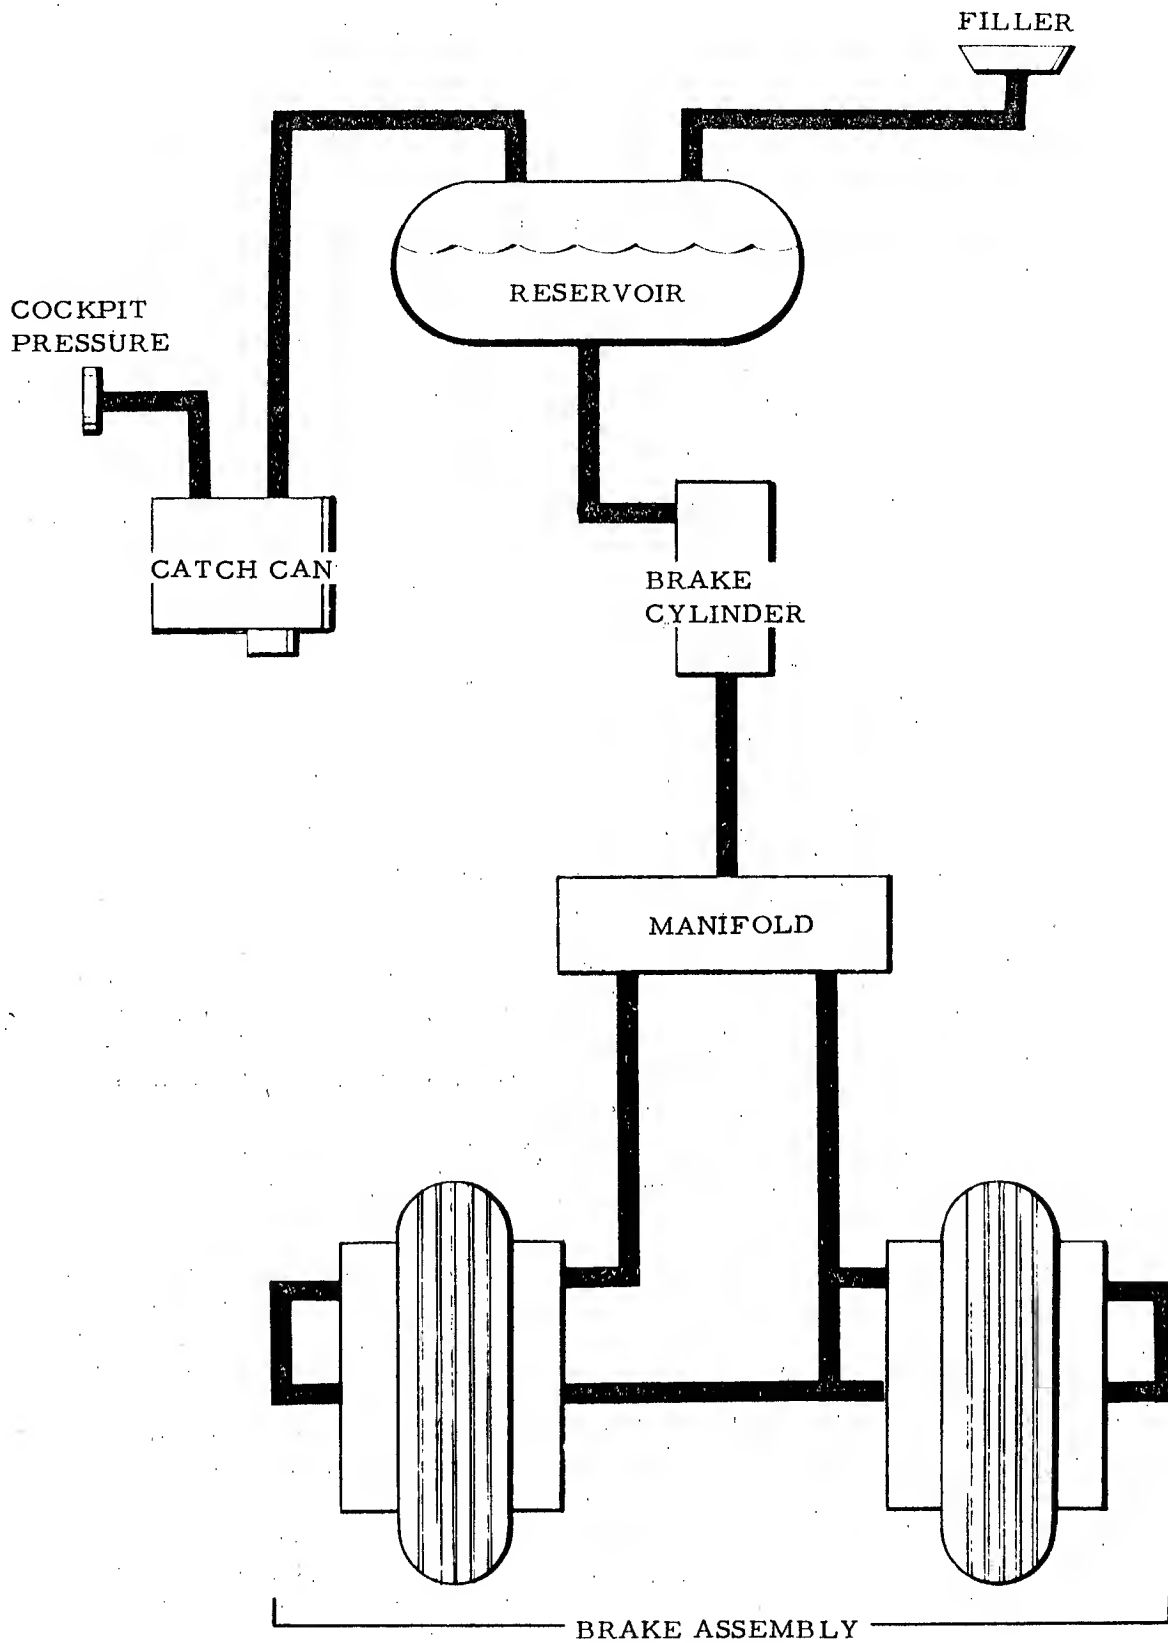 FILLER
RESERVOIR
COCKPIT
PRESSURE
CATCH CAN
BRAKE
CYLINDER
MANIFOLD
BRAKE ASSEMBLY